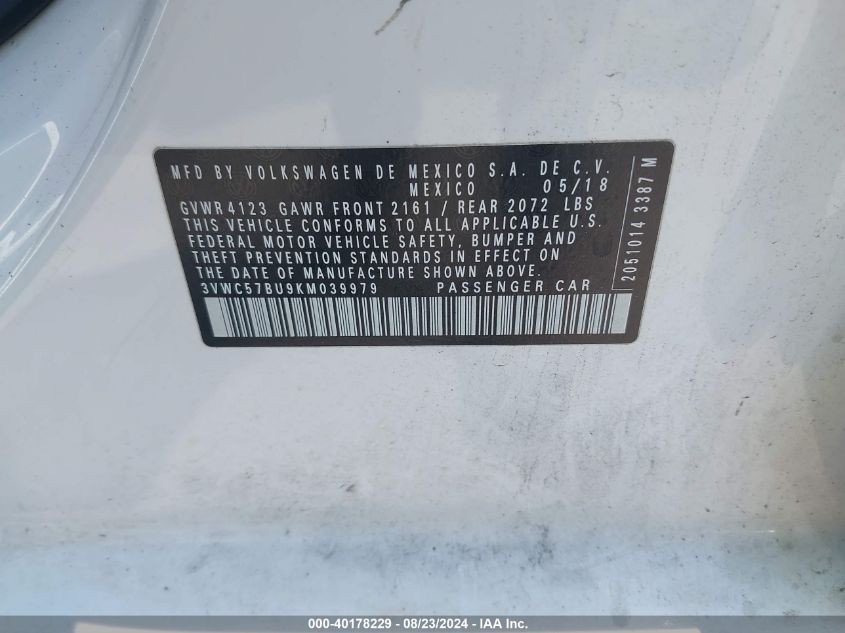 MFD BY VOLKSWAGEN DE MEXICO S.A. DE C.V.
MEXICO 05/18
GVWR 4123 GAWR FRONT 2161 / REAR 2072 LBS
THIS VEHICLE CONFORMS TO ALL APPLICABLE U.S.
FEDERAL MOTOR VEHICLE SAFETY, BUMPER AND
THEFT PREVENTION STANDARDS IN EFFECT ON
THE DATE OF MANUFACTURE SHOWN ABOVE.
3VWC57BU9KM039979 PASSENGER CAR
2051014 3387 M
000-40178229 - 08/23/2024 - IAAI Inc.